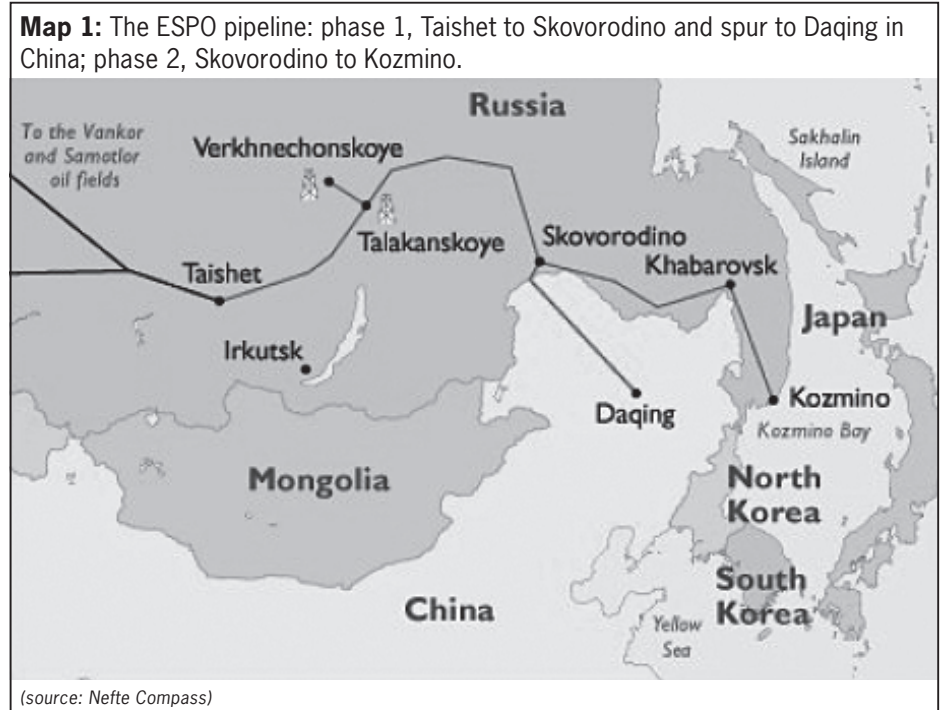 Map 1: The ESPO pipeline: phase 1, Taishet to Skovorodino and spur to Daqing in
China; phase 2, Skovorodino to Kozmino.
Russia
To the Vankor
and Samotlor
oil fields
Verkhnechonskoye
Sakhalin
Island
Talakanskoye
Skovorodino
Khabarovsk
Taishet
Japan
Irkutsk
Kozmino
Daqing
Kozmino Bay
Mongolia
North
Korea
South
Korea
China
Yellow
Sea
(source: Nefte Compass)